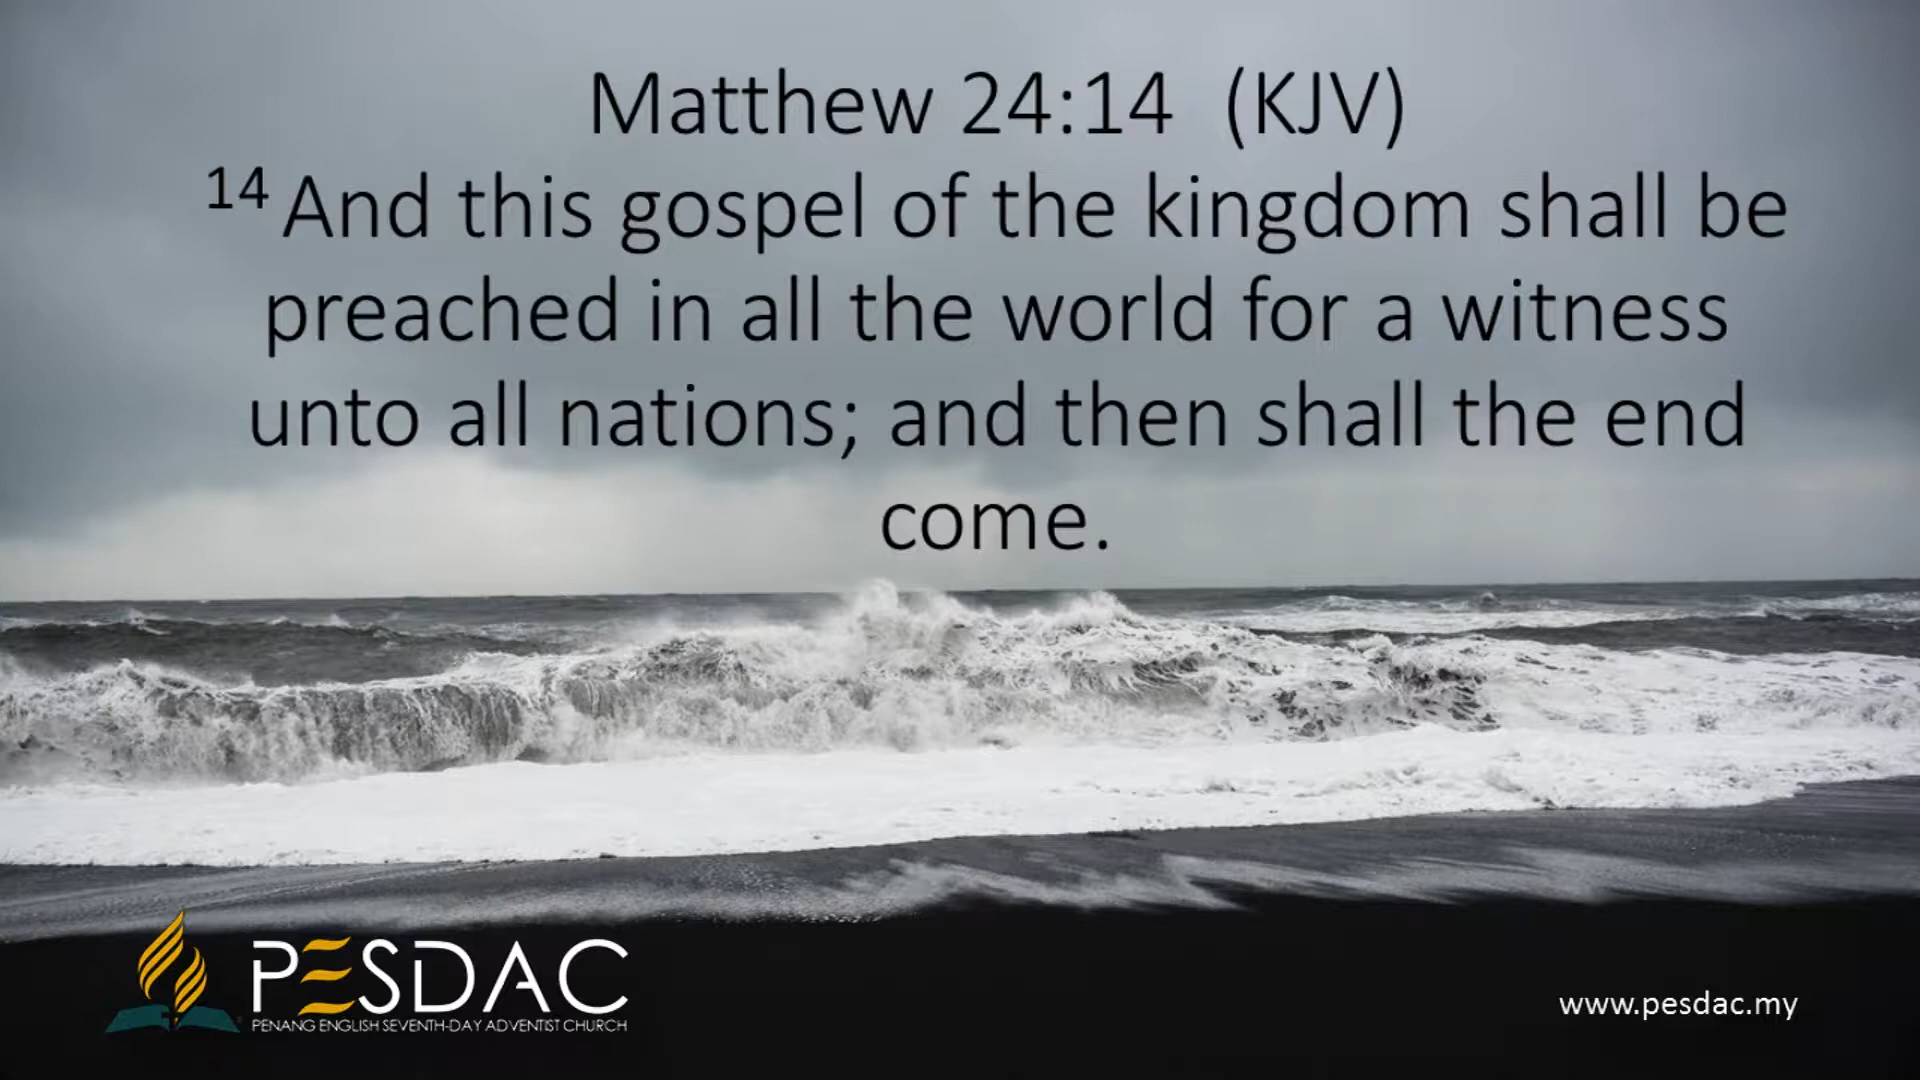 Matthew 24:14 (KJV)
14 And this gospel of the kingdom shall be
preached in all the world for a witness
unto all nations; and then shall the end
come.
PESDAC
PENANG ENGLISH SEVENTH-DAY ADVENTIST CHURCH
www.pesdac.my